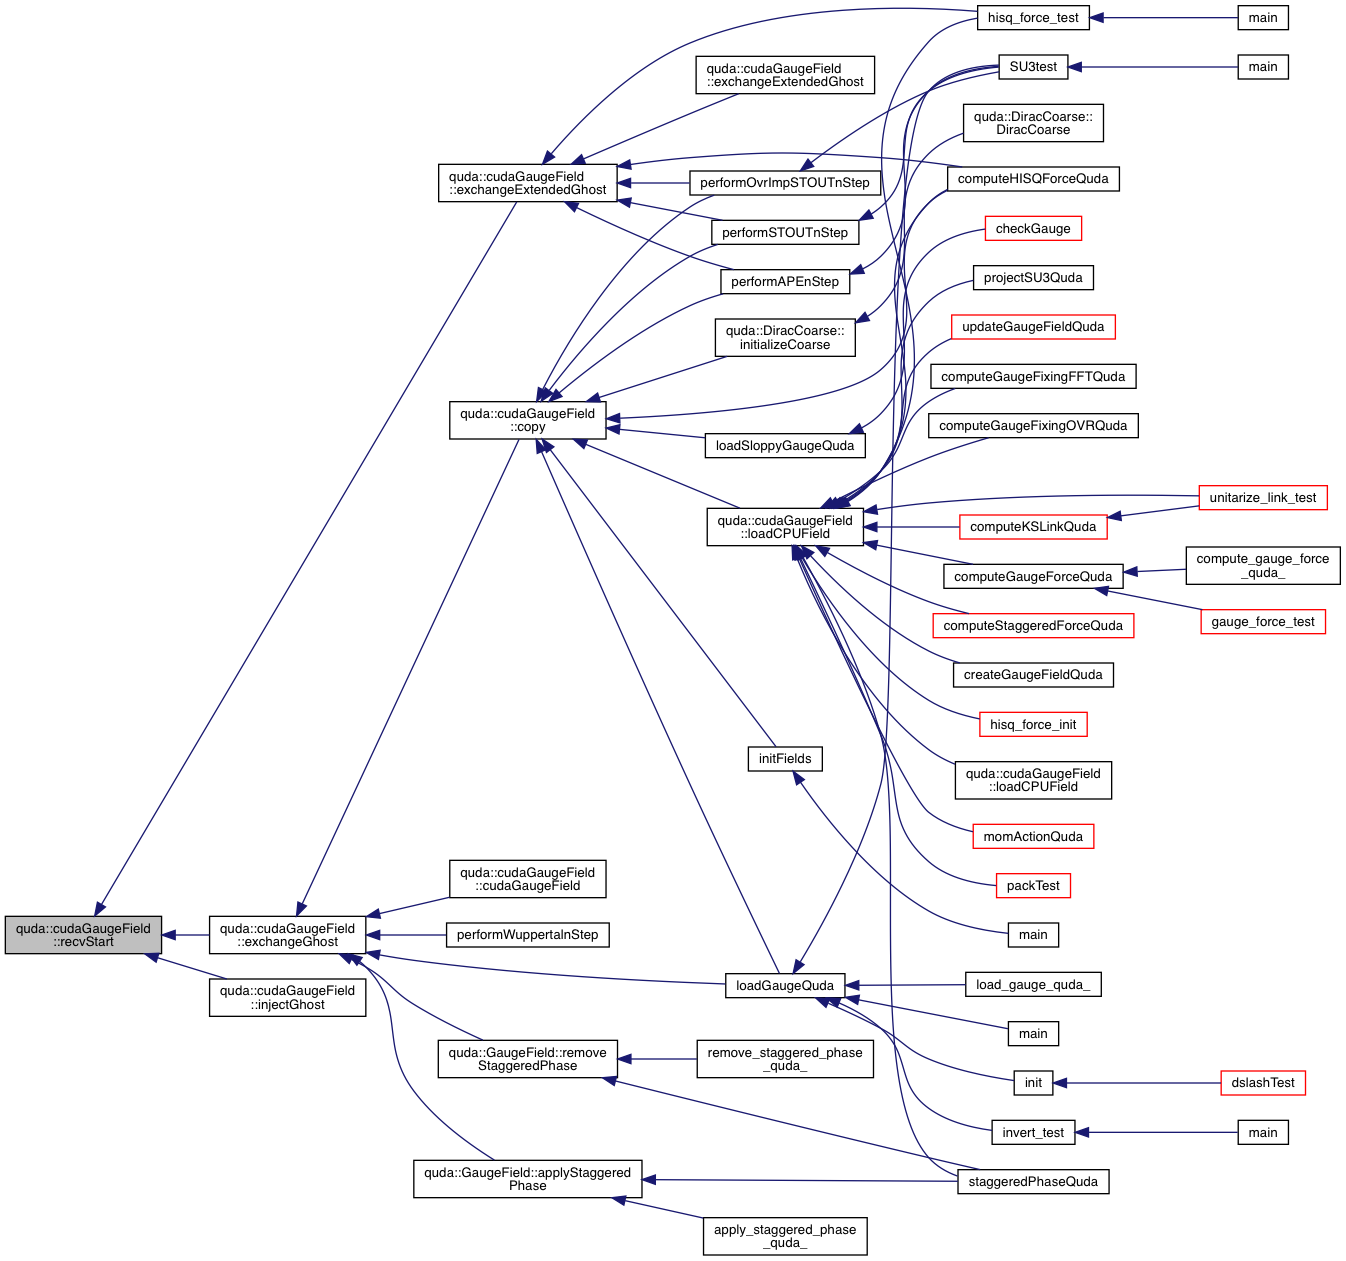 hisq_force_test
main
SU3test
main
quda::cudaGaugeField
::exchangeExtendedGhost
quda::DiracCoarse::
DiracCoarse
quda::cudaGaugeField
::exchangeExtendedGhost
performOvrImpSTOUTnStep
computeHISQForceQuda
performSTOUTnStep
checkGauge
performAPEnStep
projectSU3Quda
quda::DiracCoarse::
initializeCoarse
updateGaugeFieldQuda
computeGaugeFixingFFTQuda
quda::cudaGaugeField
::copy
computeGaugeFixingOVRQuda
loadSloppyGaugeQuda
unitarize_link_test
quda::cudaGaugeField
::loadCPUField
computeKSLinkQuda
computeGaugeForceQuda
compute_gauge_force
_quda_
computeStaggeredForceQuda
gauge_force_test
createGaugeFieldQuda
hisq_force_init
initFields
quda::cudaGaugeField
::loadCPUField
momActionQuda
quda::cudaGaugeField
::cudaGaugeField
packTest
quda::cudaGaugeField
::recvStart
quda::cudaGaugeField
::exchangeGhost
performWuppertalnStep
main
quda::cudaGaugeField
::injectGhost
loadGaugeQuda
load_gauge_quda_
main
quda::GaugeField::remove
StaggeredPhase
remove_staggered_phase
_quda_
init
dslashTest
invert_test
main
quda::GaugeField::applyStaggered
Phase
staggeredPhaseQuda
apply_staggered_phase
_quda_